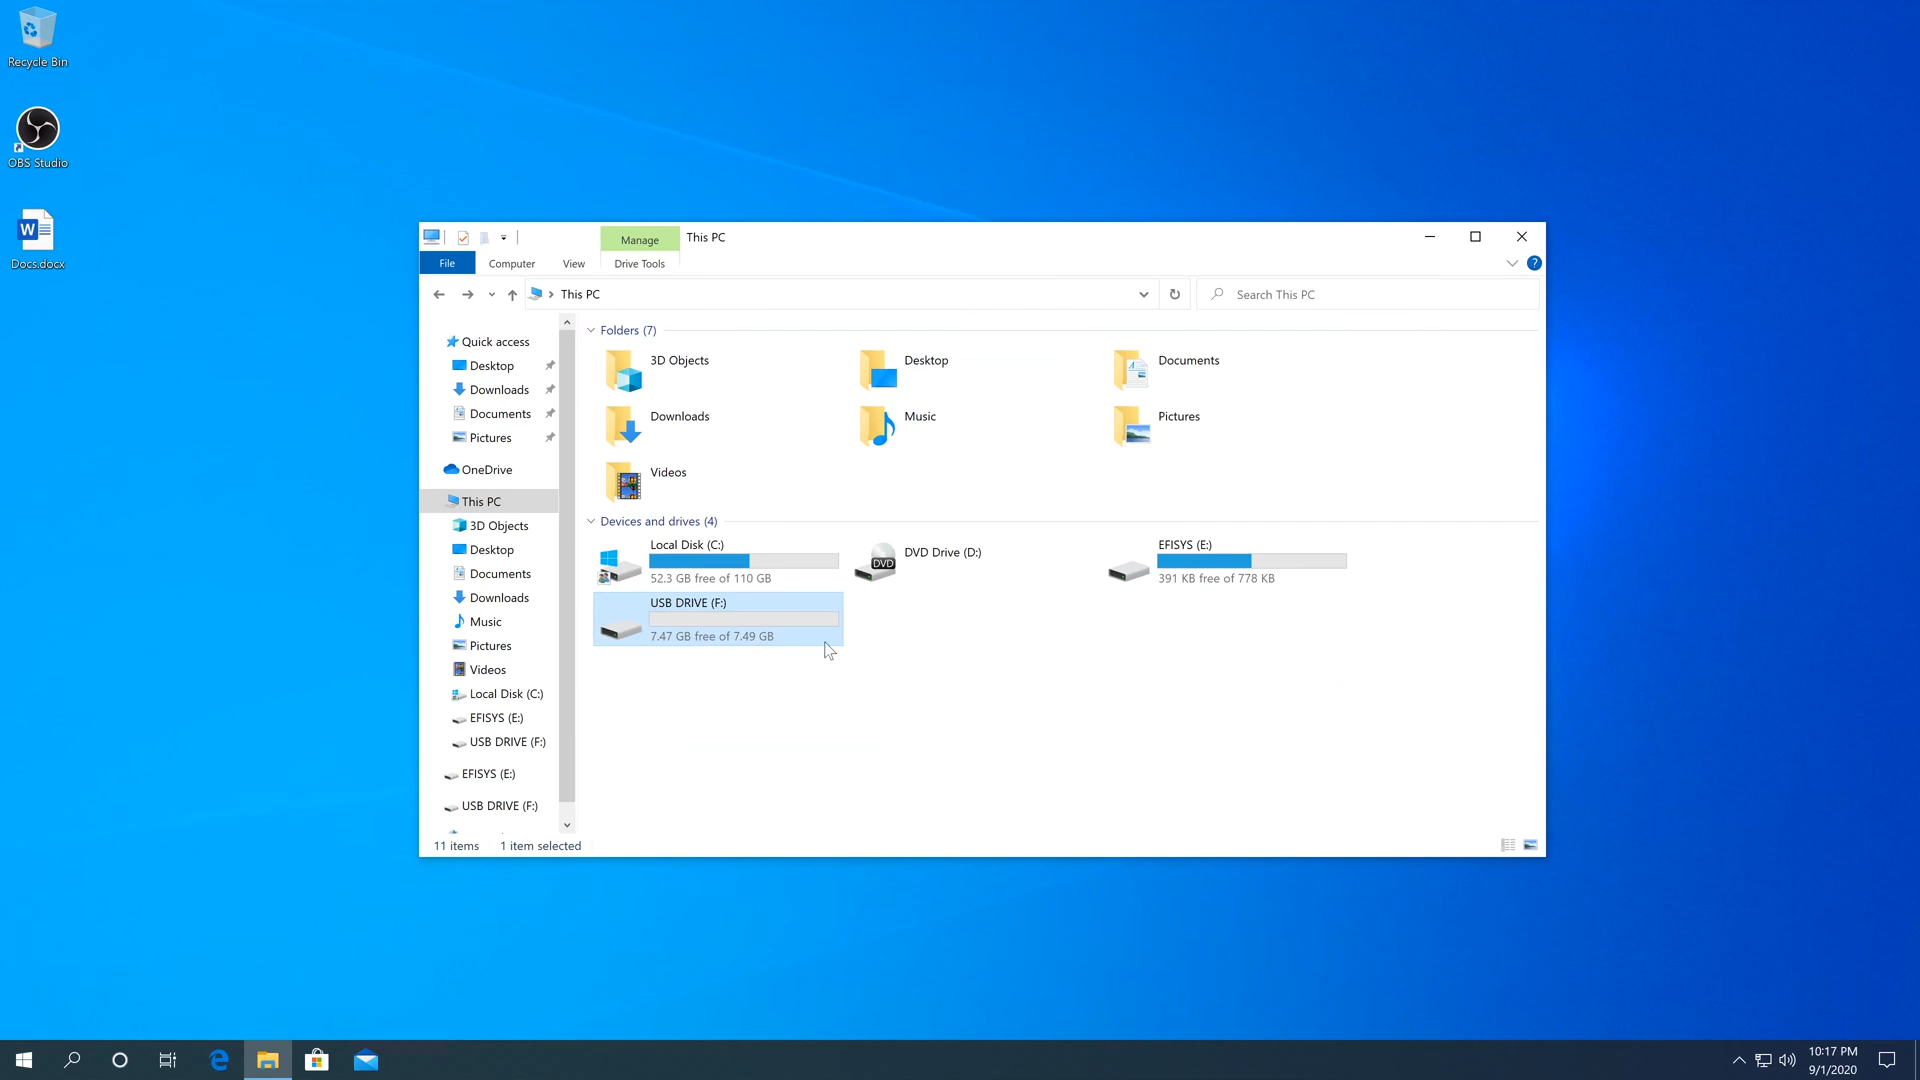 Recycle Bin
OBS Studio
W
Docs.docx
Manage
This PC
File
Computer
View
Drive Tools
?
This PC
Search This PC
Quick access
Desktop
Downloads
Documents
Pictures
OneDrive
This PC
3D Objects
Desktop
Documents
Downloads
Music
Pictures
Videos
Local Disk (C:)
EFISYS (E:)
USB DRIVE (F:)
EFISYS (E:)
USB DRIVE (F:)
Folders (7)
3D Objects
Desktop
Documents
Downloads
Music
Pictures
Videos
Devices and drives (4)
Local Disk (C:)
52.3 GB free of 110 GB
DVD
DVD Drive (D:)
EFISYS (E:)
391 KB free of 778 KB
USB DRIVE (F:)
7.47 GB free of 7.49 GB
11 items
1 item selected
10:17 PM
9/1/2020